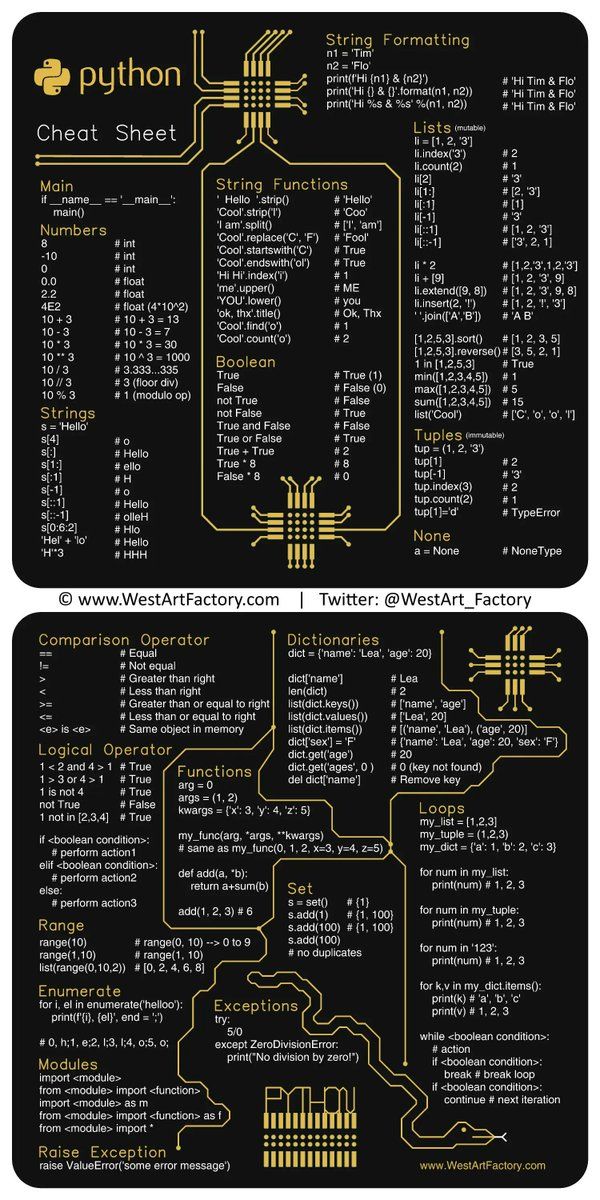 python
Cheat Sheet
String Formatting
n1 = 'Tim'
n2 = 'Flo'
print(f'Hi {n1} & {n2}') # 'Hi Tim & Flo'
print('Hi {} & {}'.format(n1, n2) # 'Hi Tim & Flo'
print('Hi %s & %s' %(n1, n2)) # 'Hi Tim & Flo'
Main
if __name__ == '__main__':
main()
Numbers
8 # int
-10 # int
0 # int
0.0 # float
2.2 # float
4E2 # float (4*10^2)
10 + 3 # 10 + 3 = 13
10 - 3 # 10 - 3 = 7
10 * 3 # 10 * 3 = 30
10 ** 3 # 10 ^ 3 = 1000
10 / 3 # 3.333...335
10 // 3 # 3 (floor div)
10 % 3 # 1 (modulo op)
Strings
s = 'Hello'
s[4] # o
s[:] # Hello
s[1:] # ello
s[:1] # H
s[-1] # o
s[::1] # Hello
s[::-1] # olleH
s[0:6:2] # Hlo
'Hel' + 'lo' # Hello
'H'*3 # HHH
String Functions
' Hello '.strip() # 'Hello'
'Cool'.strip('l') # 'Coo'
'I am'.split() # ['I', 'am']
'Cool'.replace('C', 'F') # 'Fool'
'Cool'.startswith('C') # True
'Cool'.endswith('ol') # True
'Hi Hi'.index('i') # 1
'me'.upper() # ME
'YOU'.lower() # you
'ok, thx'.title() # Ok, Thx
'Cool'.find('o') # 1
'Cool'.count('o') # 2
Boolean
True # True (1)
False # False (0)
not True # False
not False # True
True and False # False
True or False # True
True + True # 2
True * 8 # 8
False * 8 # 0
Lists (mutable)
li = [1, 2, '3']
li.index('3') # 2
li.count(2) # 1
li[2] # '3'
li[1:] # [2, '3']
li[:1] # [1]
li[-1] # '3'
li[::1] # [1, 2, '3']
li[::-1] # ['3', 2, 1]
li * 2 # [1,2,'3',1,2,'3']
li + [9] # [1, 2, '3', 9]
li.extend([9, 8]) # [1, 2, '3', 9, 8]
li.insert(2, '!') # [1, 2, '!', '3']
' '.join(['A','B']) # 'A B'
[1,2,5,3].sort() # [1, 2, 3, 5]
[1,2,5,3].reverse() # [3, 5, 2, 1]
1 in [1,2,5,3] # True
min([1,2,3,4,5]) # 1
max([1,2,3,4,5]) # 5
sum([1,2,3,4,5]) # 15
list('Cool') # ['C', 'o', 'o', 'l']
Tuples (immutable)
tup = (1, 2, '3')
tup[1] # 2
tup[-1] # '3'
tup.index(3) # 2
tup.count(2) # 1
tup[1]='d' # TypeError
None
a = None # NoneType
© www.WestArtFactory.com | Twitter: @WestArt_Factory
Comparison Operator
== # Equal
!= # Not equal
> # Greater than right
< # Less than right
>= # Greater than or equal to right
<= # Less than or equal to right
<e> is <e> # Same object in memory
Logical Operator
1 < 2 and 4 > 1 # True
1 > 3 or 4 > 1 # True
1 is not 4 # True
not True # False
1 not in [2,3,4] # True
if <boolean condition>:
# perform action1
elif <boolean condition>:
# perform action2
else:
# perform action3
Range
range(10) # range(0, 10) --> 0 to 9
range(1,10) # range(1, 10)
list(range(0,10,2)) # [0, 2, 4, 6, 8]
Enumerate
for i, el in enumerate('helloo'):
print(f'{i}, {el}', end = ';')
# 0, h;1, e;2, l;3, l;4, o;5, o;
Modules
import <module>
from <module> import <function>
import <module> as m
from <module> import <function> as f
from <module> import *
Raise Exception
raise ValueError('some error message')
Functions
arg = 0
args = (1, 2)
kwargs = {'x': 3, 'y': 4, 'z': 5}
my_func(arg, *args, **kwargs)
# same as my_func(0, 1, 2, x=3, y=4, z=5)
def add(a, *b):
return a+sum(b)
add(1, 2, 3) # 6
Dictionaries
dict = {'name': 'Lea', 'age': 20}
dict['name'] # Lea
len(dict) # 2
list(dict.keys()) # ['name', 'age']
list(dict.values()) # ['Lea', 20]
list(dict.items()) # [('name', 'Lea'), ('age', 20)]
dict['sex'] = 'F' # {'name': 'Lea', 'age': 20, 'sex': 'F'}
dict.get('age') # 20
dict.get('ages', 0 ) # 0 (key not found)
del dict['name'] # Remove key
Set
s = set() # {1}
s.add(1) # {1, 100}
s.add(100) # {1, 100}
s.add(100)
# no duplicates
Exceptions
try:
5/0
except ZeroDivisionError:
print("No division by zero!")
PYTHON
Loops
my_list = [1,2,3]
my_tuple = (1,2,3)
my_dict = {'a': 1, 'b': 2, 'c': 3}
for num in my_list:
print(num) # 1, 2, 3
for num in my_tuple:
print(num) # 1, 2, 3
for num in '123':
print(num) # 1, 2, 3
for k,v in my_dict.items():
print(k) # 'a', 'b', 'c'
print(v) # 1, 2, 3
while <boolean condition>:
# action
if <boolean condition>:
break # break loop
if <boolean condition>:
continue # next iteration
www.WestArtFactory.com